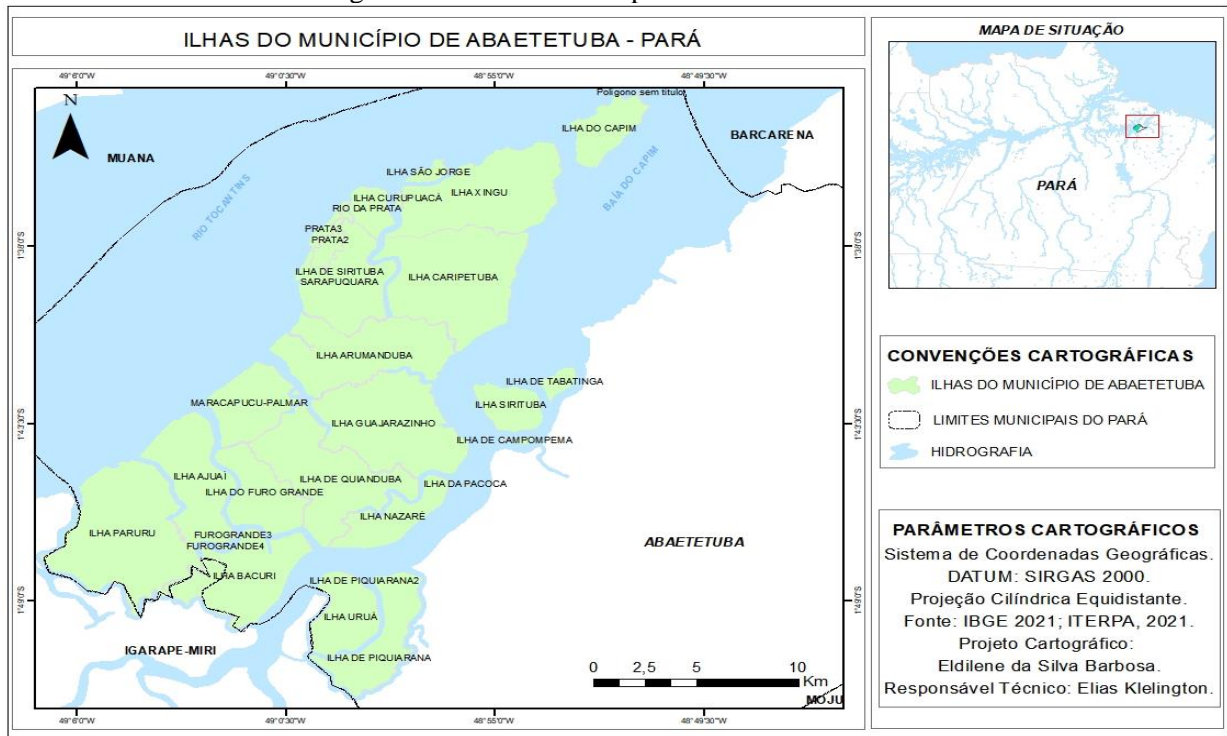 ILHAS DO MUNICÍPIO DE ABAETETUBA - PARÁ
49°6'0"W
49°0'30"W
48°55'0"W
48°49'30"W
N
MUANA
RIO TOCANTINS
Poligono sem titulo
ILHA DO CAPIM
BARCARENA
BAÍA DO CAPIM
ILHA SÃO JORGE
ILHA XINGU
ILHA CURUPUACÁ
RIO DA PRATA
PRATA3
PRATA2
1°38'0"S
1°38'0"S
ILHA DE SIRITUBA
SARAPUQUARA
ILHA CARIPETUBA
ILHA ARUMANDUBA
ILHA DE TABATINGA
MARACAPUCU-PALMAR
ILHA SIRITUBA
1°43'30"S
1°43'30"S
ILHA GUAJARAZINHO
ILHA DE CAMPOMPEMA
ILHA AJUAÍ
ILHA DE QUIANDUBA
ILHA DA PACOCA
ILHA DO FURO GRANDE
ILHA NAZARÉ
ILHA PARURU
FUROGRANDE3
FUROGRANDE4
ABAETETUBA
ILHA BACURI
ILHA DE PIQUIARANA2
1°49'0"S
1°49'0"S
ILHA URUÁ
IGARAPE-MIRI
ILHA DE PIQUIARANA
0 2,5 5 10
Km
MOJU
49°6'0"W
49°0'30"W
48°55'0"W
48°49'30"W
MAPA DE SITUAÇÃO
PARÁ
CONVENÇÕES CARTOGRÁFICAS
ILHAS DO MUNICÍPIO DE ABAETETUBA
LIMITES MUNICIPAIS DO PARÁ
HIDROGRAFIA
PARÂMETROS CARTOGRÁFICOS
Sistema de Coordenadas Geográficas.
DATUM: SIRGAS 2000.
Projeção Cilíndrica Equidistante.
Fonte: IBGE 2021; ITERPA, 2021.
Projeto Cartográfico:
Eldilene da Silva Barbosa.
Responsável Técnico: Elias Klelington.